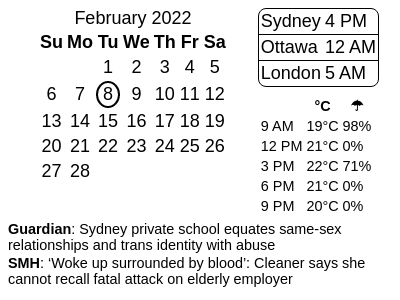 February 2022
Su Mo Tu We Th Fr Sa
1 2 3 4 5
6 7 8 9 10 11 12
13 14 15 16 17 18 19
20 21 22 23 24 25 26
27 28
Sydney 4 PM
Ottawa 12 AM
London 5 AM
°C ☂
9 AM 19°C 98%
12 PM 21°C 0%
3 PM 22°C 71%
6 PM 21°C 0%
9 PM 20°C 0%
Guardian: Sydney private school equates same-sex
relationships and trans identity with abuse
SMH: ‘Woke up surrounded by blood’: Cleaner says she
cannot recall fatal attack on elderly employer